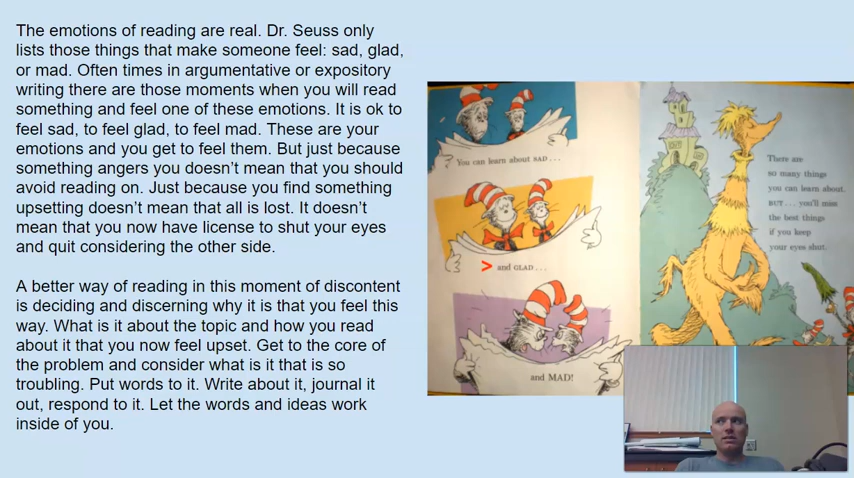 The emotions of reading are real. Dr. Seuss only
lists those things that make someone feel: sad, glad,
or mad. Often times in argumentative or expository
writing there are those moments when you will read
something and feel one of these emotions. It is ok to
feel sad, to feel glad, to feel mad. These are your
emotions and you get to feel them. But just because
something angers you doesn’t mean that you should
avoid reading on. Just because you find something
upsetting doesn’t mean that all is lost. It doesn’t
mean that you now have license to shut your eyes
and quit considering the other side.
A better way of reading in this moment of discontent
is deciding and discerning why it is that you feel this
way. What is it about the topic and how you read
about it that you now feel upset. Get to the core of
the problem and consider what is it that is so
troubling. Put words to it. Write about it, journal it
out, respond to it. Let the words and ideas work
inside of you.
You can learn about SAD . . .
> and GLAD . . .
and MAD!
There are
so many things
you can learn about.
BUT . . . you'll miss
the best things
if you keep
your eyes shut.